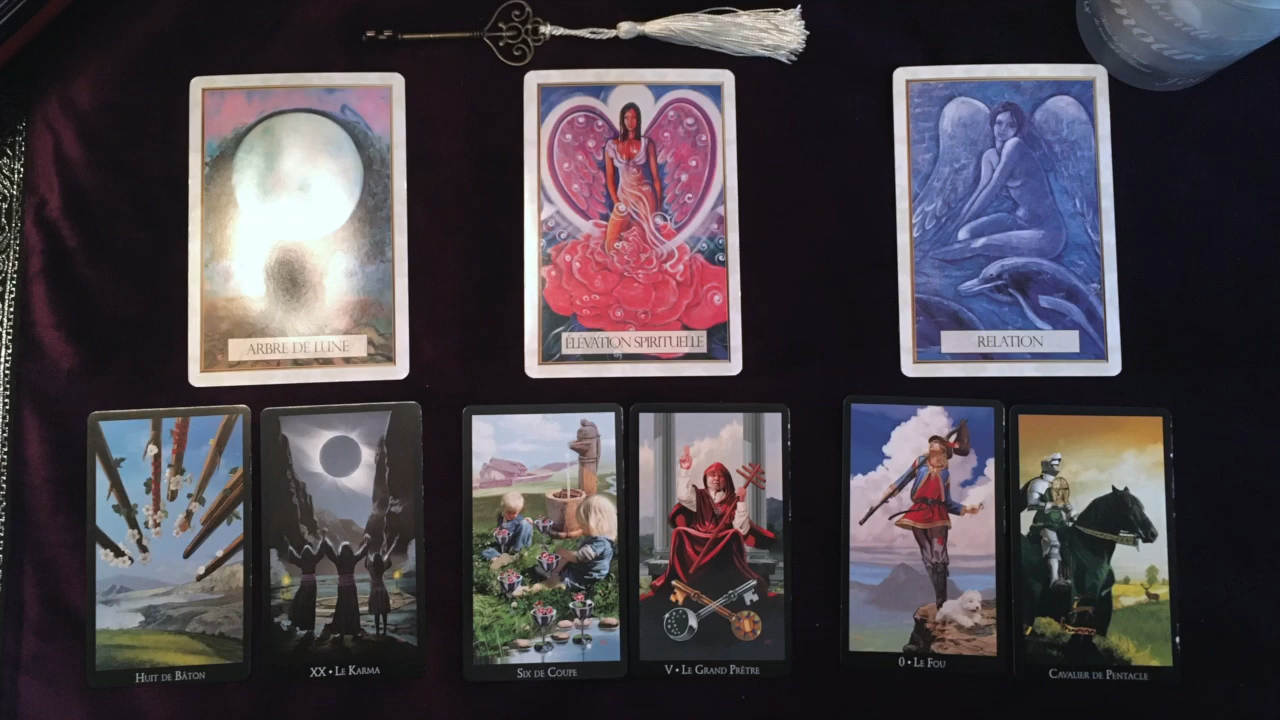 ARBRE DE LUNE
ÉLÉVATION SPIRITUELLE
RELATION
HUIT DE BÂTON
XX • LE KARMA
SIX DE COUPE
V • LE GRAND PRÊTRE
0 • LE FOU
CAVALIER DE PENTACLE